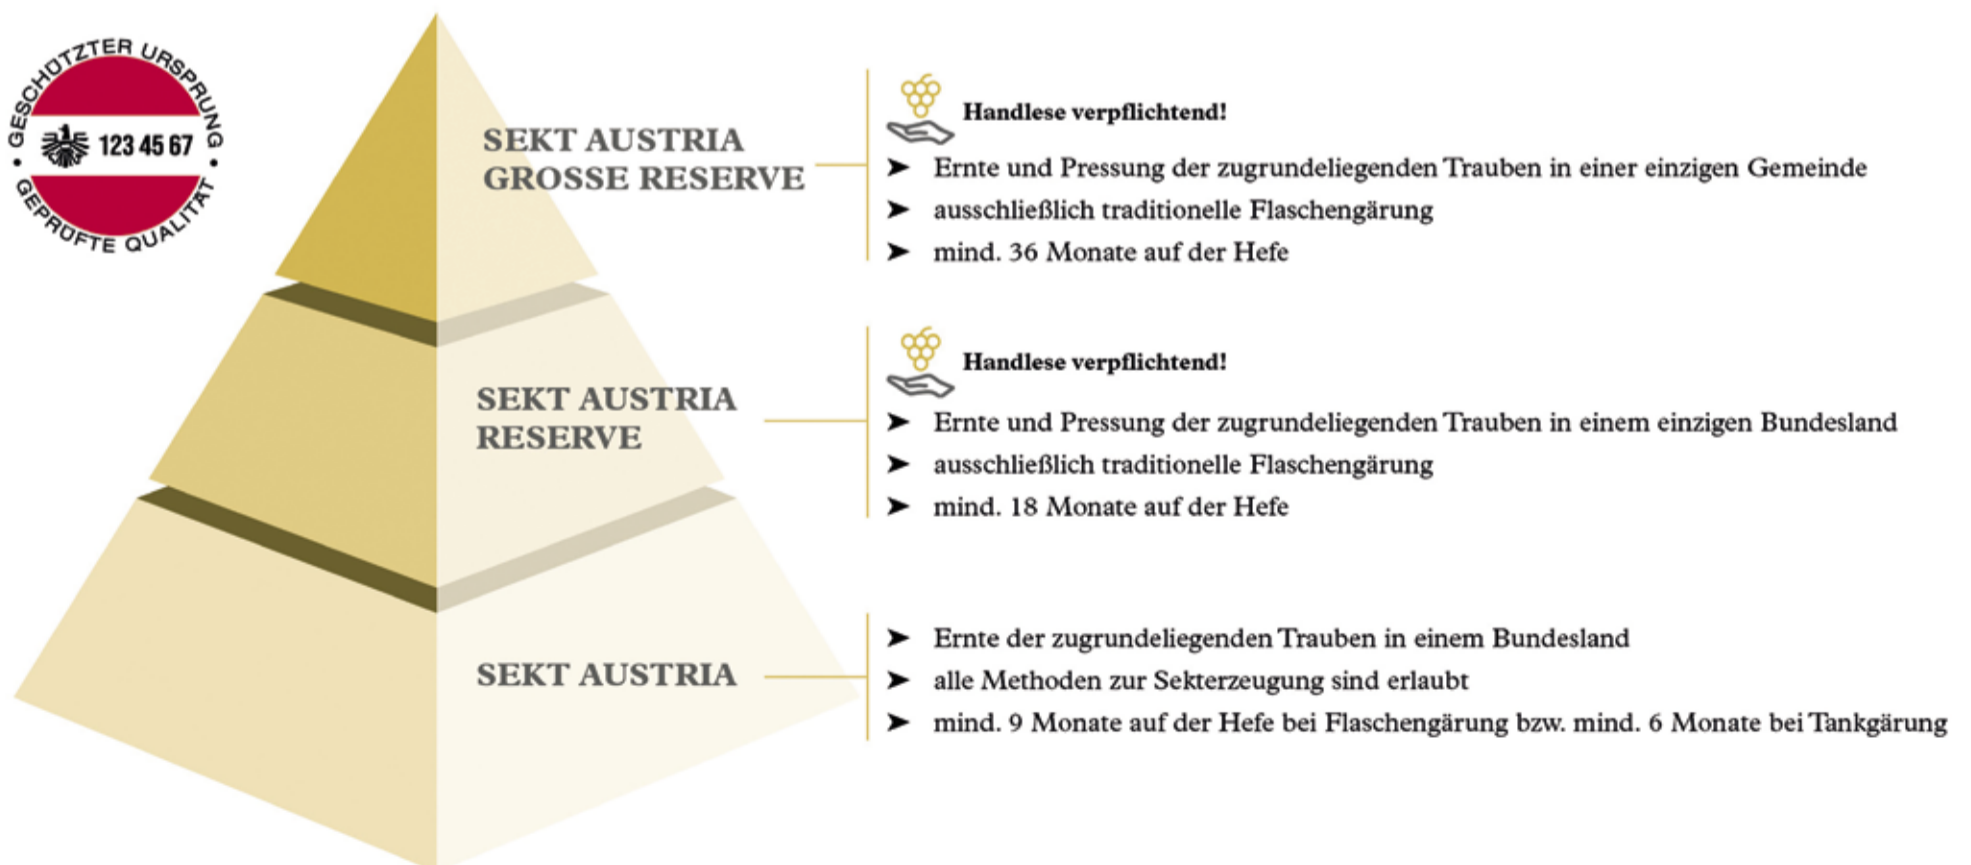 GESCHÜTZTER URSPRUNG
123 45 67
GEPRÜFTE QUALITÄT
SEKT AUSTRIA
GROSSE RESERVE
Handlese verpflichtend!
➤ Ernte und Pressung der zugrundeliegenden Trauben in einer einzigen Gemeinde
➤ ausschließlich traditionelle Flaschengärung
➤ mind. 36 Monate auf der Hefe
SEKT AUSTRIA
RESERVE
Handlese verpflichtend!
➤ Ernte und Pressung der zugrundeliegenden Trauben in einem einzigen Bundesland
➤ ausschließlich traditionelle Flaschengärung
➤ mind. 18 Monate auf der Hefe
SEKT AUSTRIA
➤ Ernte der zugrundeliegenden Trauben in einem Bundesland
➤ alle Methoden zur Sekterzeugung sind erlaubt
➤ mind. 9 Monate auf der Hefe bei Flaschengärung bzw. mind. 6 Monate bei Tankgärung